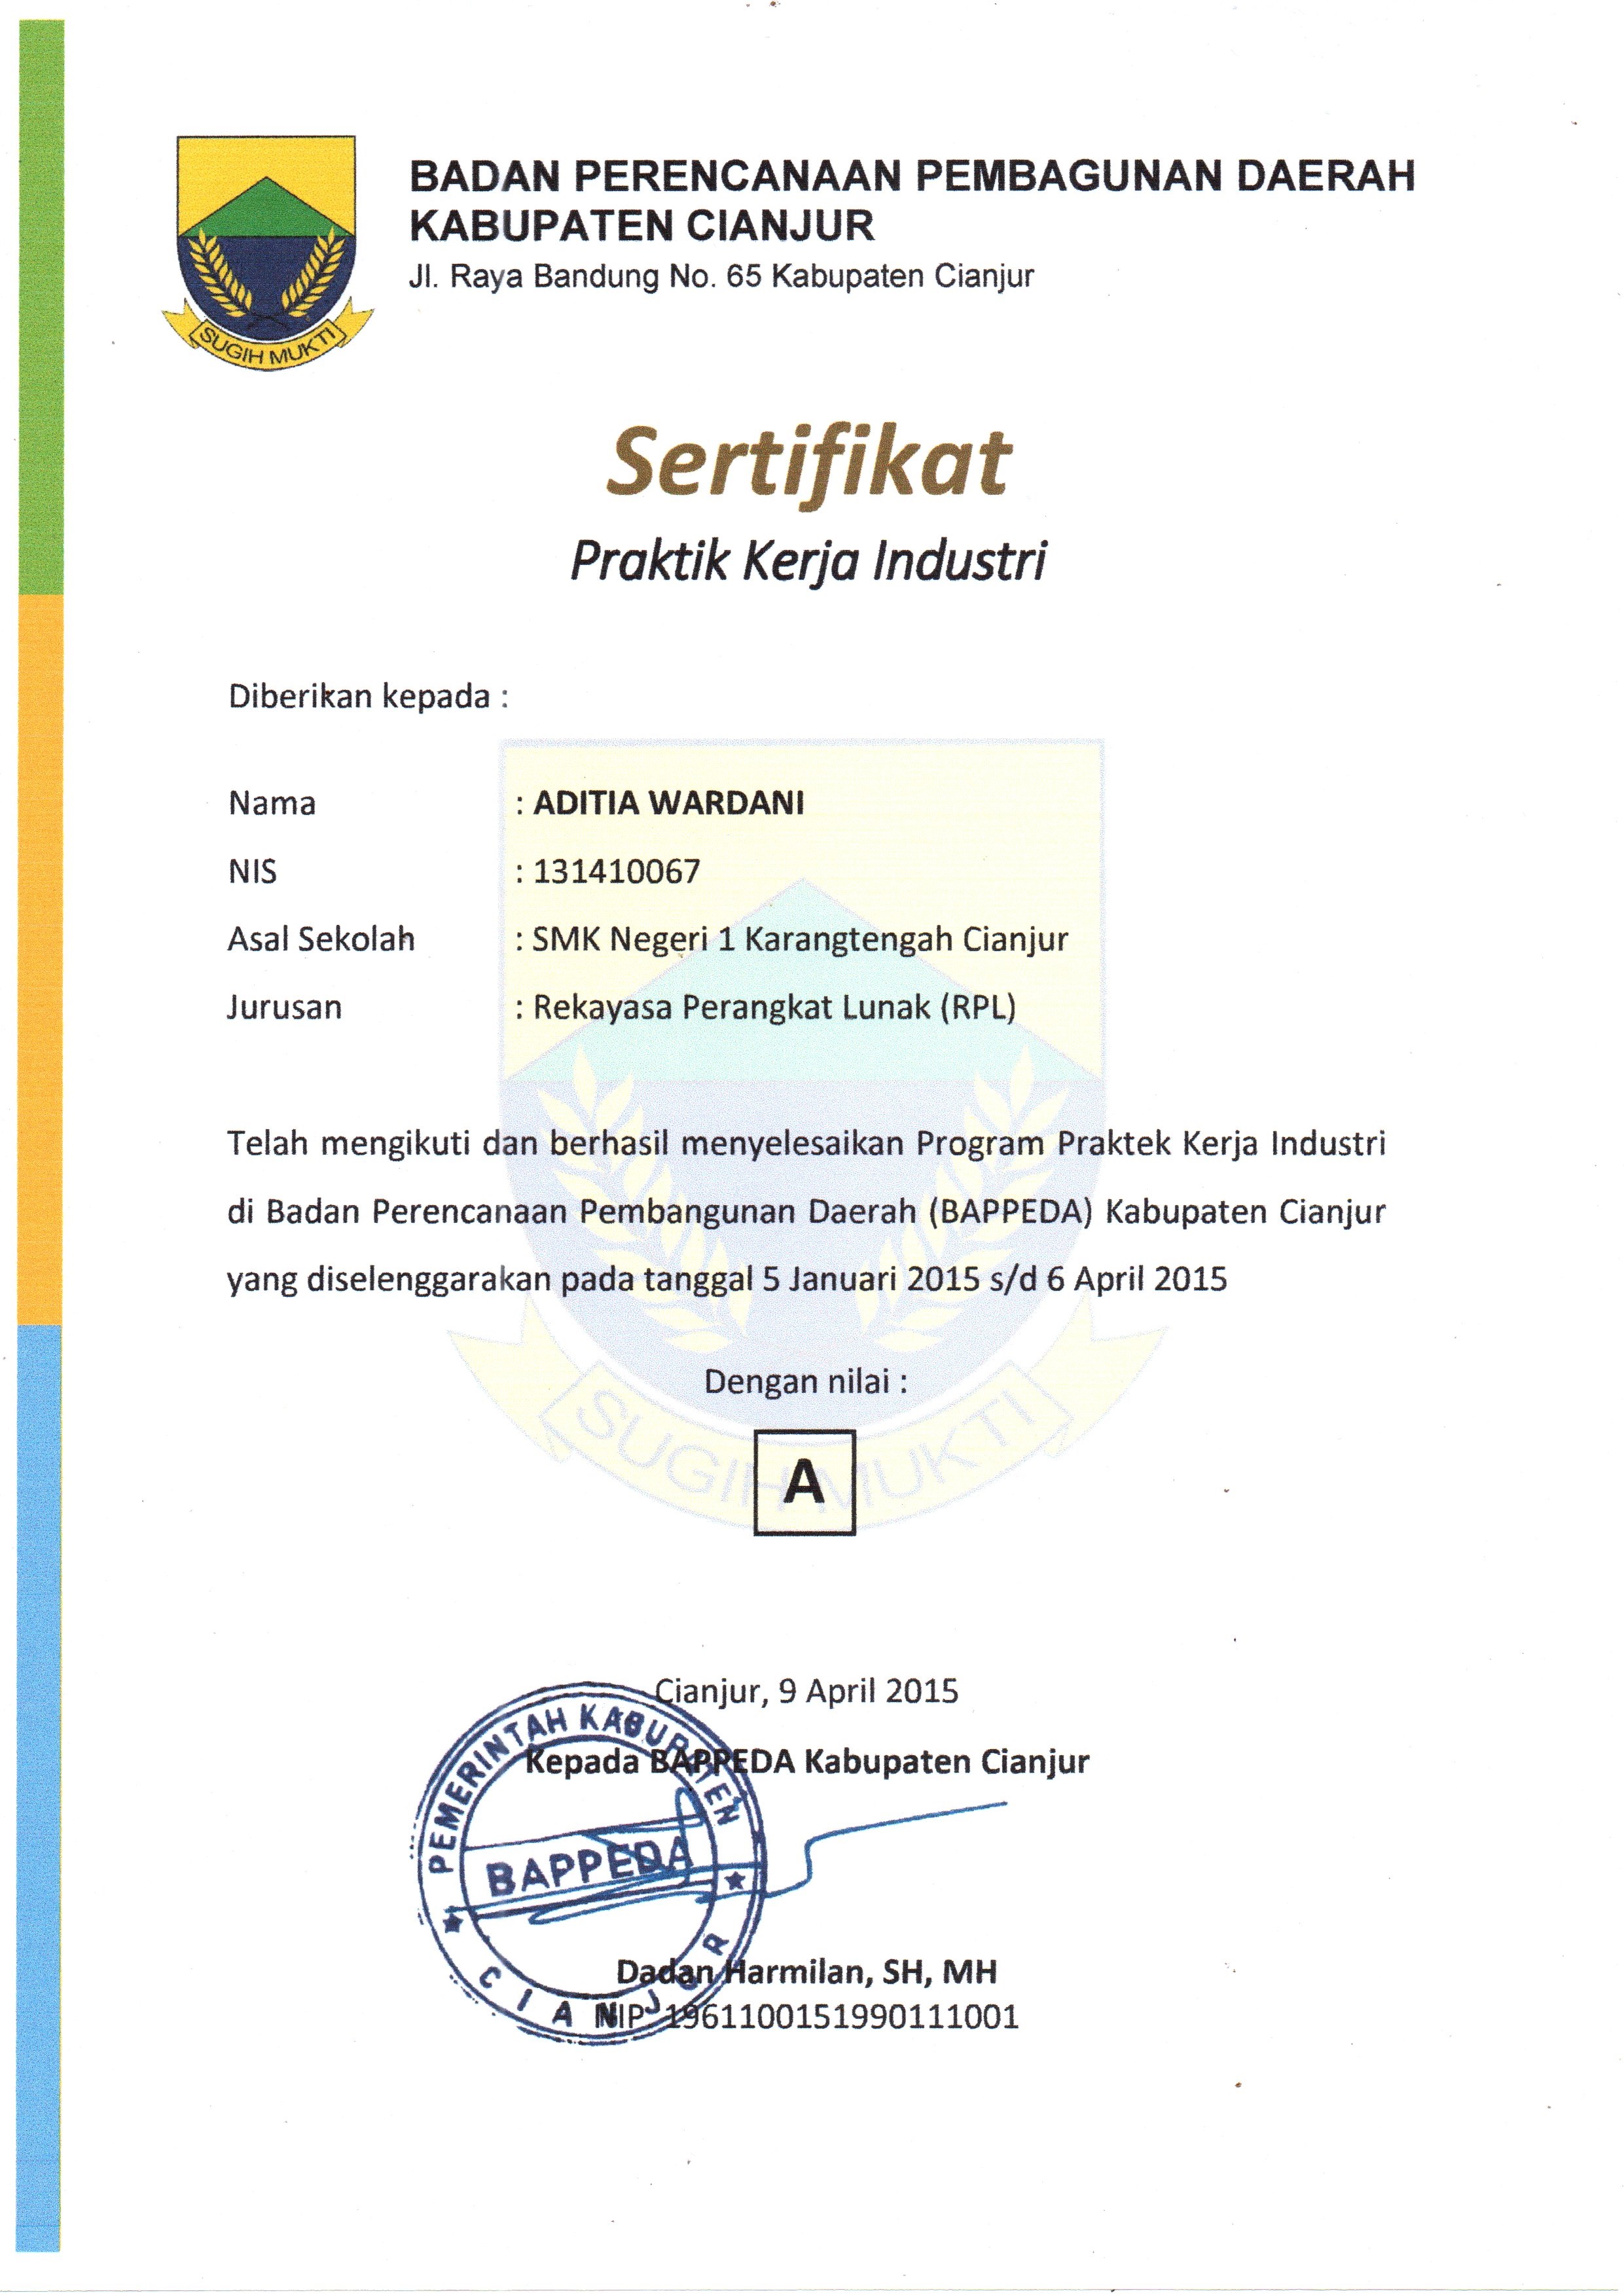 BADAN PERENCANAAN PEMBAGUNAN DAERAH
KABUPATEN CIANJUR
Jl. Raya Bandung No. 65 Kabupaten Cianjur
SUGIH MUKTI
Sertifikat
Praktik Kerja Industri
Diberikan kepada :
Nama : ADITIA WARDANI
NIS : 131410067
Asal Sekolah : SMK Negeri 1 Karangtengah Cianjur
Jurusan : Rekayasa Perangkat Lunak (RPL)
Telah mengikuti dan berhasil menyelesaikan Program Praktek Kerja Industri
di Badan Perencanaan Pembangunan Daerah (BAPPEDA) Kabupaten Cianjur
yang diselenggarakan pada tanggal 5 Januari 2015 s/d 6 April 2015
Dengan nilai :
A
SUGIH MUKTI
Cianjur, 9 April 2015
Kepada BAPPEDA Kabupaten Cianjur
PEMERINTAH KABUPATEN
BAPPEDA
CIANJUR
Dadan Harmilan, SH, MH
NIP. 1961100151990111001